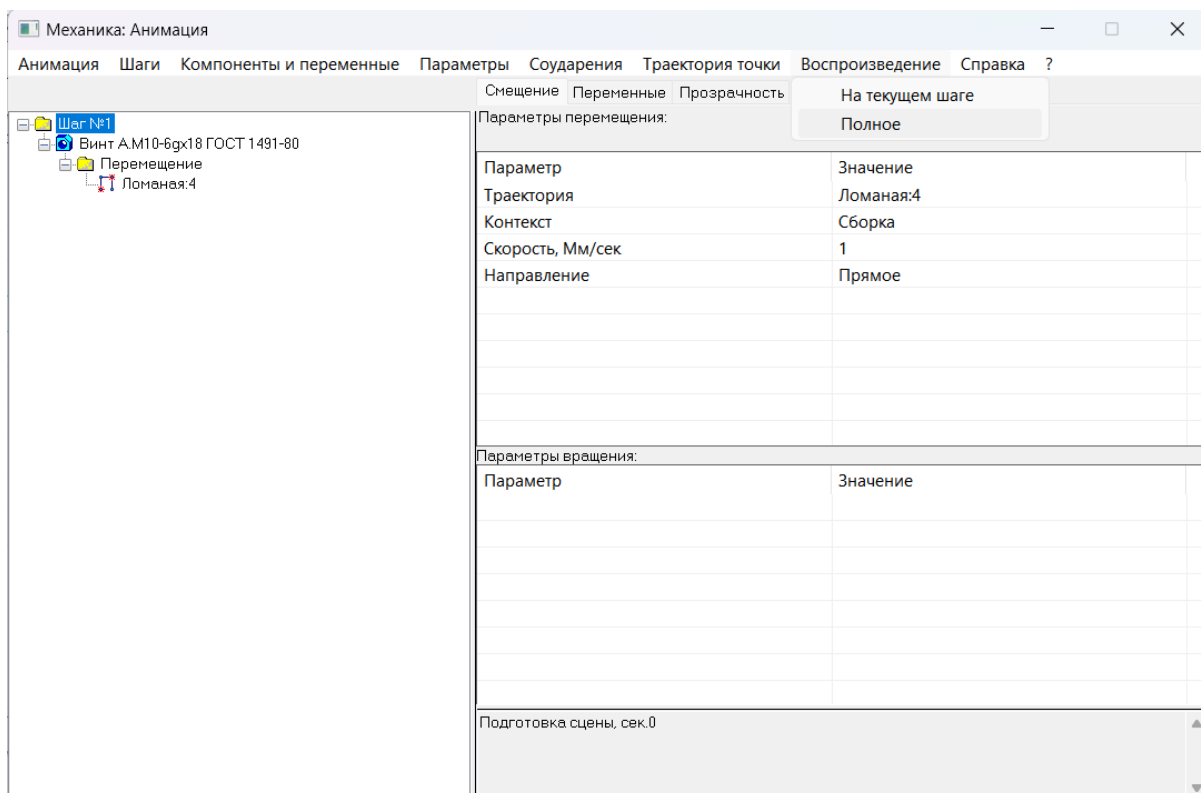 Механика: Анимация
Анимация Шаги Компоненты и переменные Параметры Соударения Траектория точки Воспроизведение Справка ?
Смещение Переменные Прозрачность
На текущем шаге
Полное
Шаг №1
Винт А.М10-6gx18 ГОСТ 1491-80
Перемещение
Ломаная:4
Параметры перемещения:
Параметр Значение
Траектория Ломаная:4
Контекст Сборка
Скорость, Мм/сек 1
Направление Прямое
Параметры вращения:
Параметр Значение
Подготовка сцены, сек.0